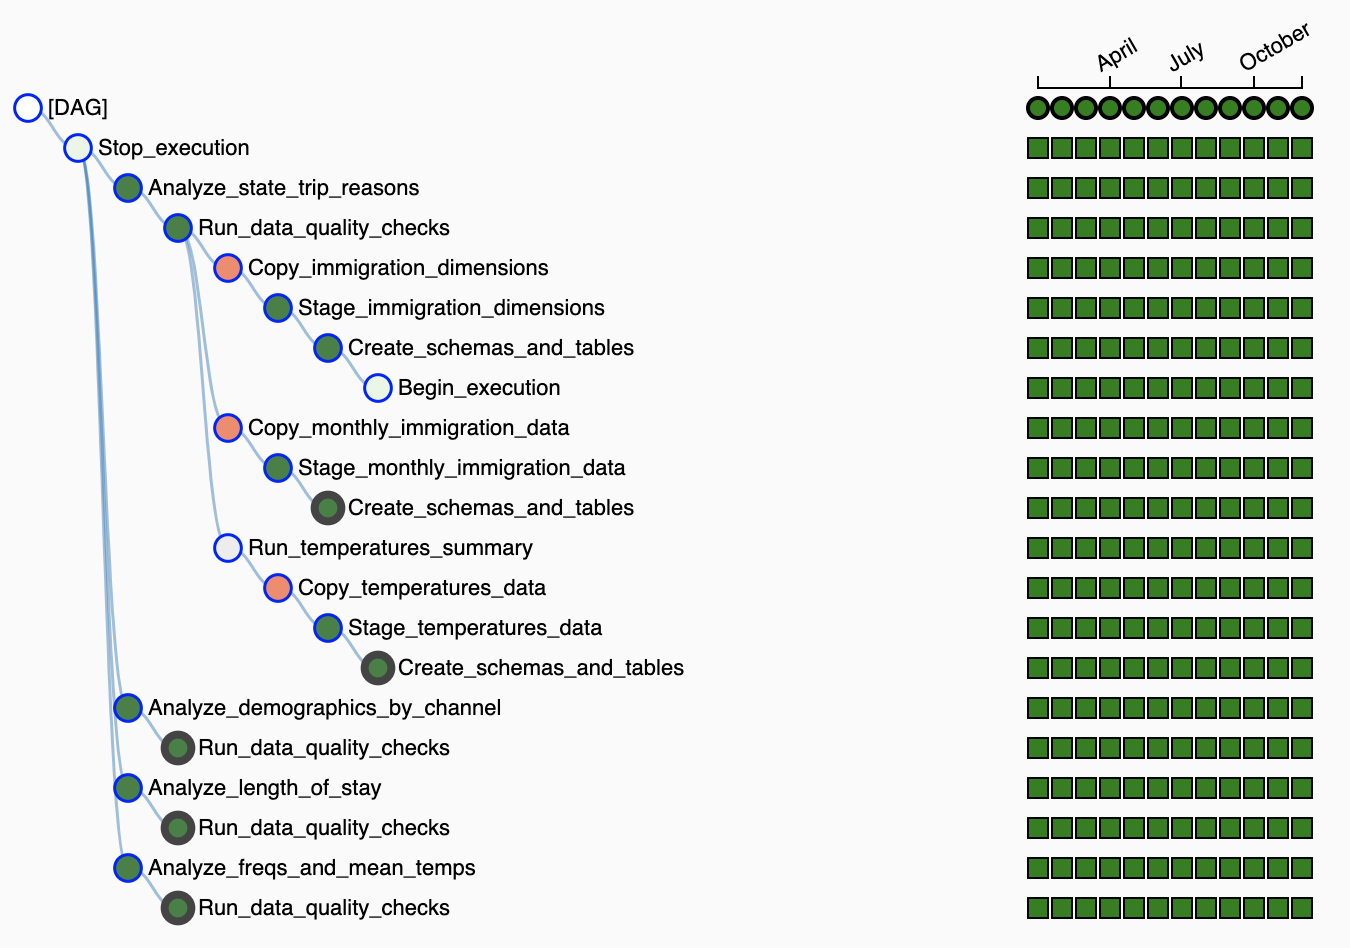 April July October
[DAG]
Stop_execution
Analyze_state_trip_reasons
Run_data_quality_checks
Copy_immigration_dimensions
Stage_immigration_dimensions
Create_schemas_and_tables
Begin_execution
Copy_monthly_immigration_data
Stage_monthly_immigration_data
Create_schemas_and_tables
Run_temperatures_summary
Copy_temperatures_data
Stage_temperatures_data
Create_schemas_and_tables
Analyze_demographics_by_channel
Run_data_quality_checks
Analyze_length_of_stay
Run_data_quality_checks
Analyze_freqs_and_mean_temps
Run_data_quality_checks